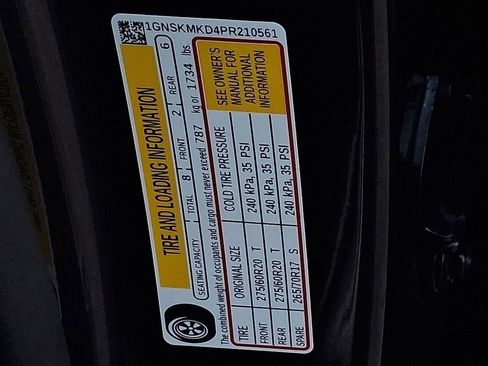 1GNSKMKD4PR210561
TIRE AND LOADING INFORMATION
SEATING CAPACITY TOTAL 8 FRONT 2 REAR 6
The combined weight of occupants and cargo must never exceed 787 kg or 1734 lbs.
TIRE ORIGINAL SIZE COLD TIRE PRESSURE
FRONT 275/60R20 T 240 kPa, 35 PSI
REAR 275/60R20 T 240 kPa, 35 PSI
SPARE 265/70R17 S 240 kPa, 35 PSI
SEE OWNER'S
MANUAL FOR
ADDITIONAL
INFORMATION